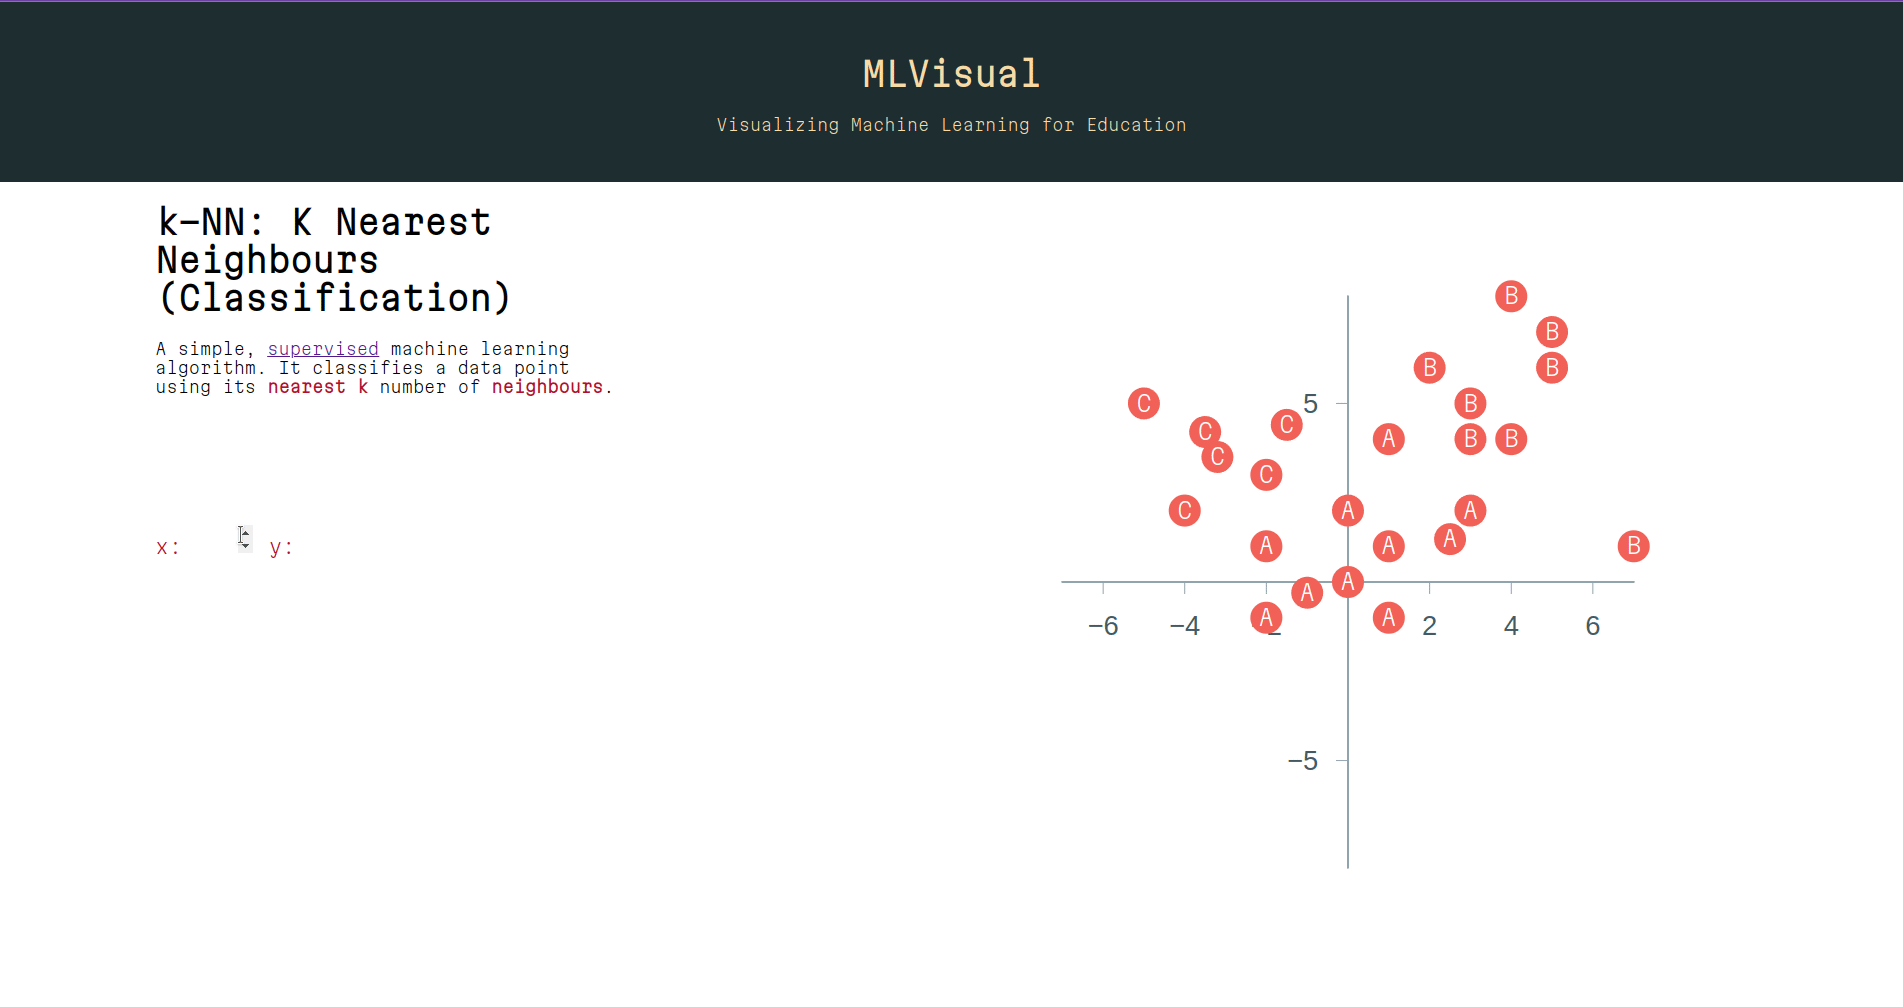 MLVisual
Visualizing Machine Learning for Education
k-NN: K Nearest
Neighbours
(Classification)
A simple, supervised machine learning
algorithm. It classifies a data point
using its nearest k number of neighbours.
x: y:
B
B
B B
C 5 B
C C A B B
C
C
C A A
A
A A B
A
A
−6 −4 A A 2 4 6
−5